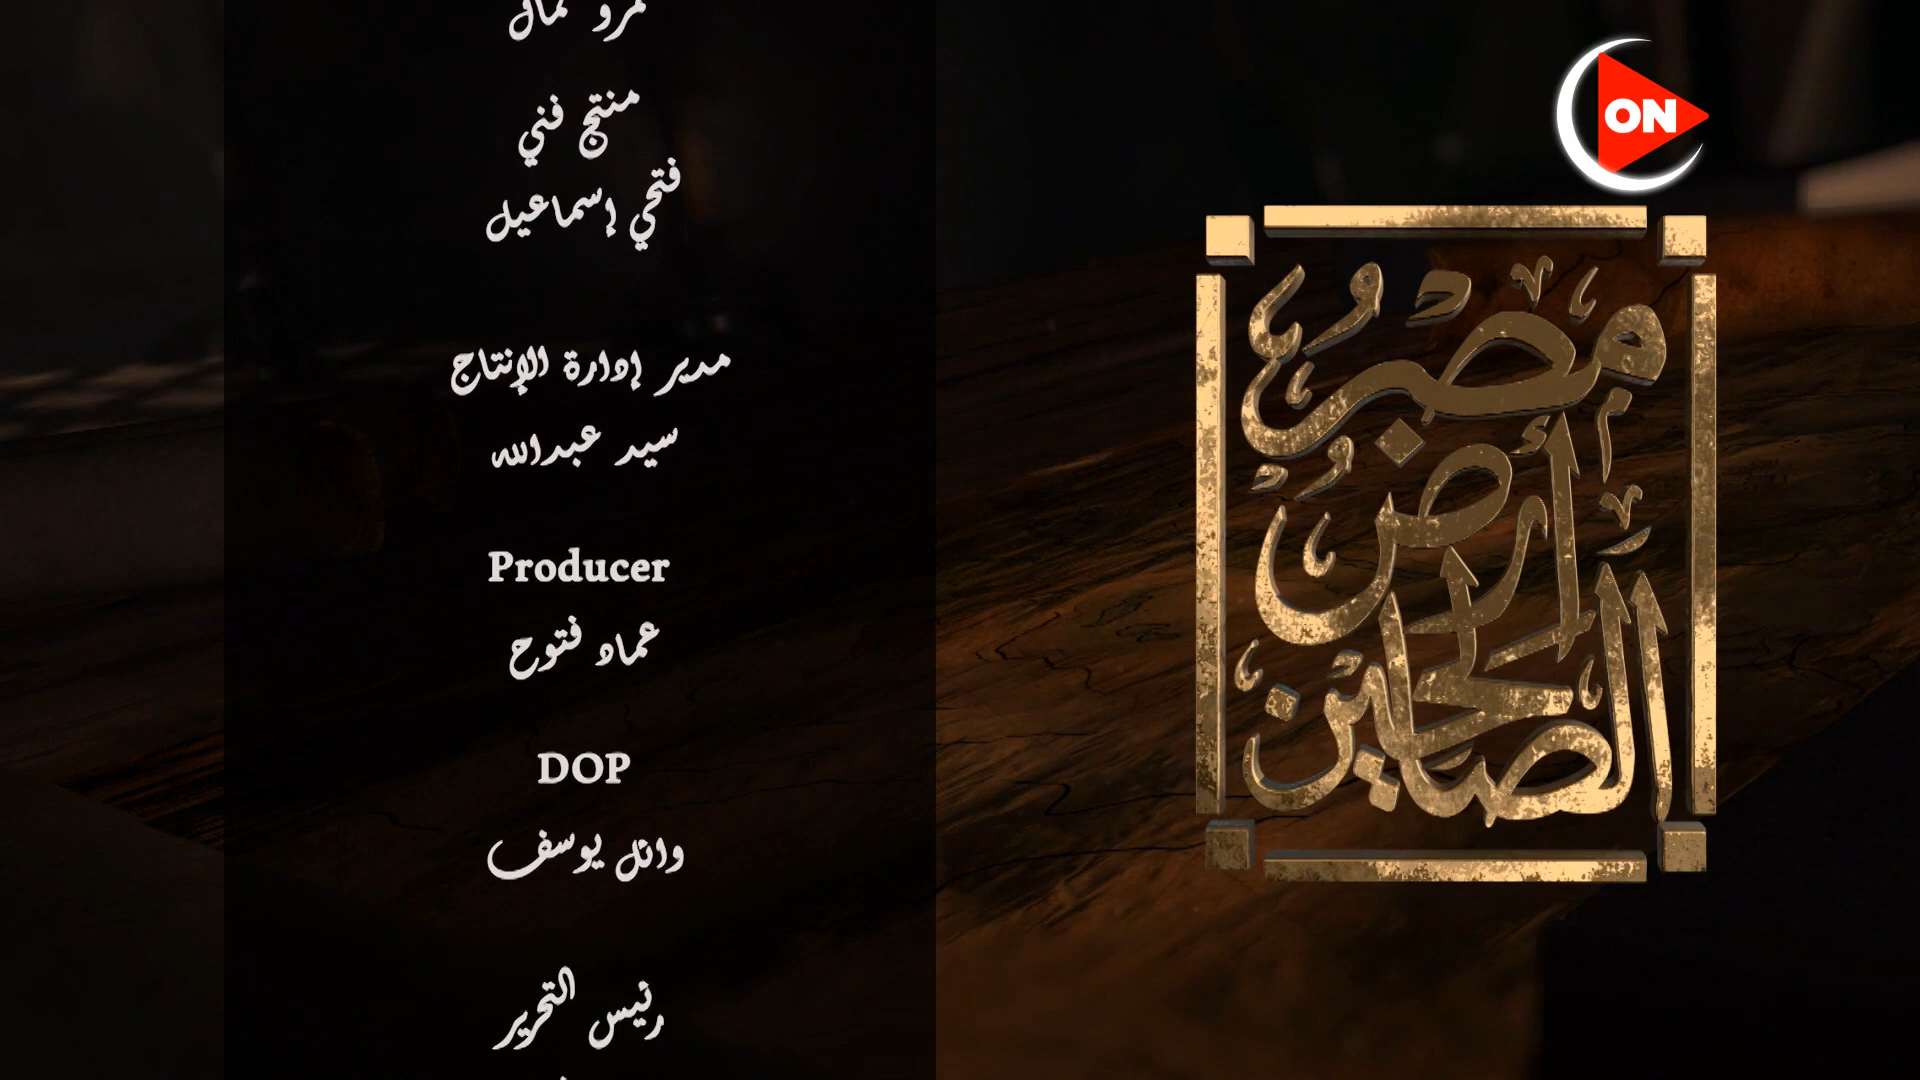 منتج فني
فتحي إسماعيل
مدير إدارة الإنتاج
سيد عبدالله
Producer
عماد فتوح
DOP
وائل يوسف
رئيس التحرير
ON
مصر
أرض
الصالحين